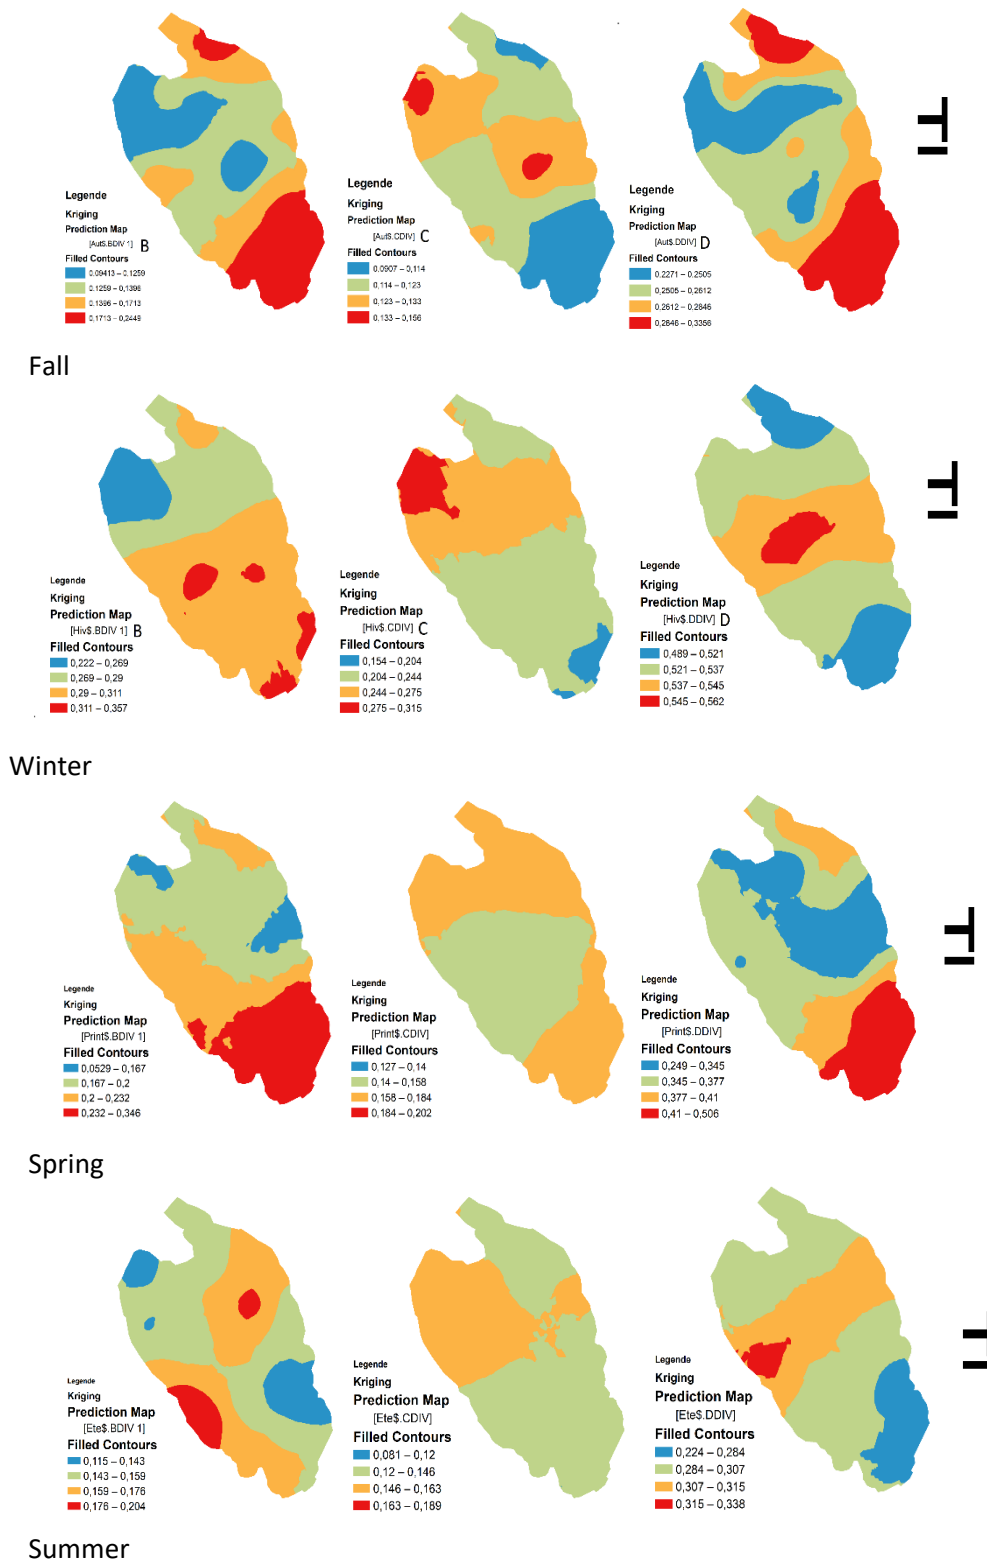 Legende
Kriging
Prediction Map
[Aut$.BDIV 1] B
Filled Contours
0,09413 – 0,1259
0,1259 – 0,1396
0,1396 – 0,1713
0,1713 – 0,2449
Legende
Kriging
Prediction Map
[Aut$.CDIV] C
Filled Contours
0,0907 – 0,114
0,114 – 0,123
0,123 – 0,133
0,133 – 0,156
Legende
Kriging
Prediction Map
[Aut$.DDIV] D
Filled Contours
0,2271 – 0,2505
0,2505 – 0,2612
0,2612 – 0,2846
0,2846 – 0,3356
Fall
Legende
Kriging
Prediction Map
[Hiv$.BDIV 1] B
Filled Contours
0,222 – 0,269
0,269 – 0,29
0,29 – 0,311
0,311 – 0,357
Legende
Kriging
Prediction Map
[Hiv$.CDIV] C
Filled Contours
0,154 – 0,204
0,204 – 0,244
0,244 – 0,275
0,275 – 0,315
Legende
Kriging
Prediction Map
[Hiv$.DDIV] D
Filled Contours
0,489 – 0,521
0,521 – 0,537
0,537 – 0,545
0,545 – 0,562
Winter
Legende
Kriging
Prediction Map
[Print$.BDIV 1]
Filled Contours
0,0529 – 0,167
0,167 – 0,2
0,2 – 0,232
0,232 – 0,346
Legende
Kriging
Prediction Map
[Print$.CDIV]
Filled Contours
0,127 – 0,14
0,14 – 0,158
0,158 – 0,184
0,184 – 0,202
Legende
Kriging
Prediction Map
[Print$.DDIV]
Filled Contours
0,249 – 0,345
0,345 – 0,377
0,377 – 0,41
0,41 – 0,506
Spring
Legende
Kriging
Prediction Map
[Ete$.BDIV 1]
Filled Contours
0,115 – 0,143
0,143 – 0,159
0,159 – 0,176
0,176 – 0,204
Legende
Kriging
Prediction Map
[Ete$.CDIV]
Filled Contours
0,081 – 0,12
0,12 – 0,146
0,146 – 0,163
0,163 – 0,189
Legende
Kriging
Prediction Map
[Ete$.DDIV]
Filled Contours
0,224 – 0,284
0,284 – 0,307
0,307 – 0,315
0,315 – 0,338
Summer